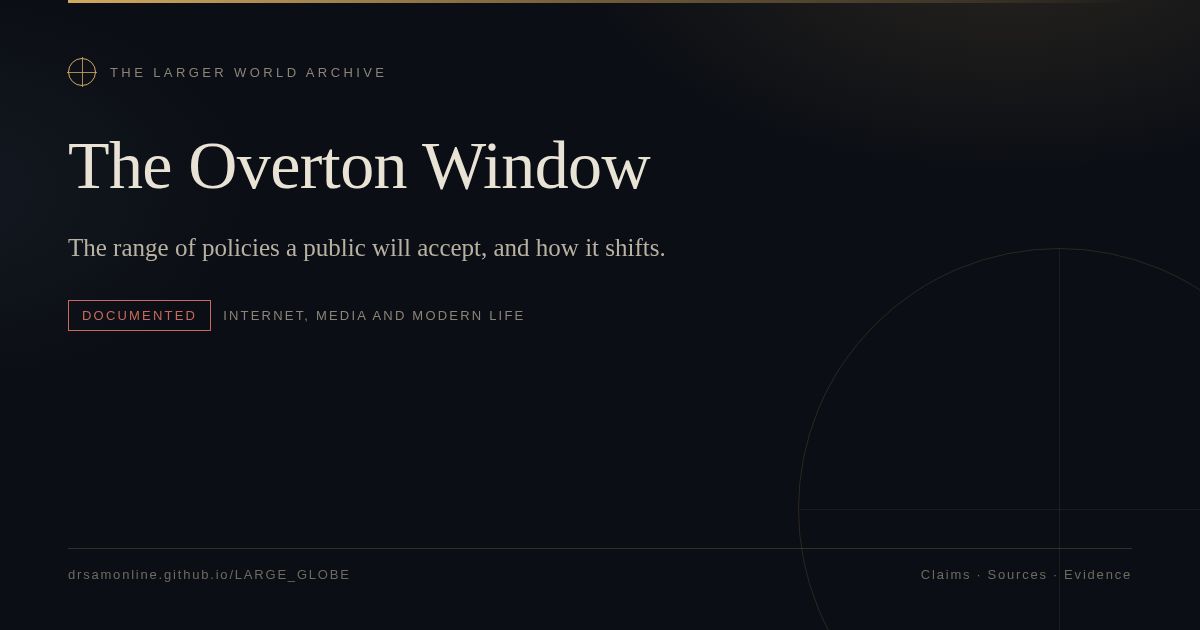 THE LARGER WORLD ARCHIVE
The Overton Window
The range of policies a public will accept, and how it shifts.
DOCUMENTED INTERNET, MEDIA AND MODERN LIFE
drsamonline.github.io/LARGE_GLOBE
Claims · Sources · Evidence